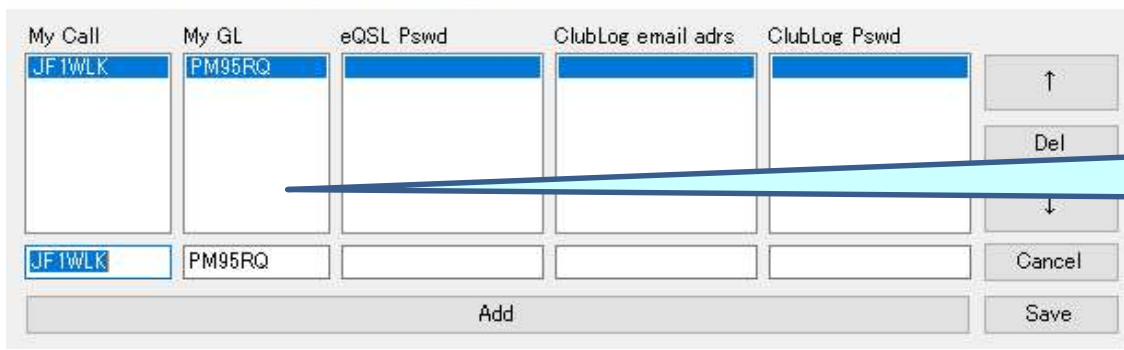 My Call My GL eQSL Pswd ClubLog email adrs ClubLog Pswd
JF1WLK PM95RQ
↑
Del
↓
JF1WLK PM95RQ Cancel
Add Save